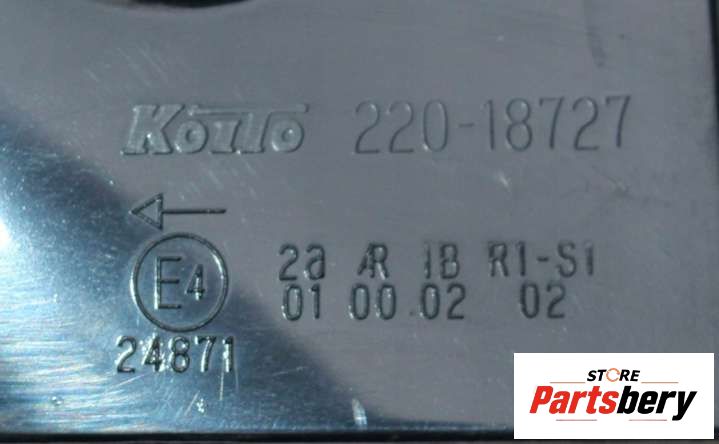 KOITO 220-18727
←
E4 2a AR IB R1-S1
01 00 02 02
24871
STORE
Partsbery